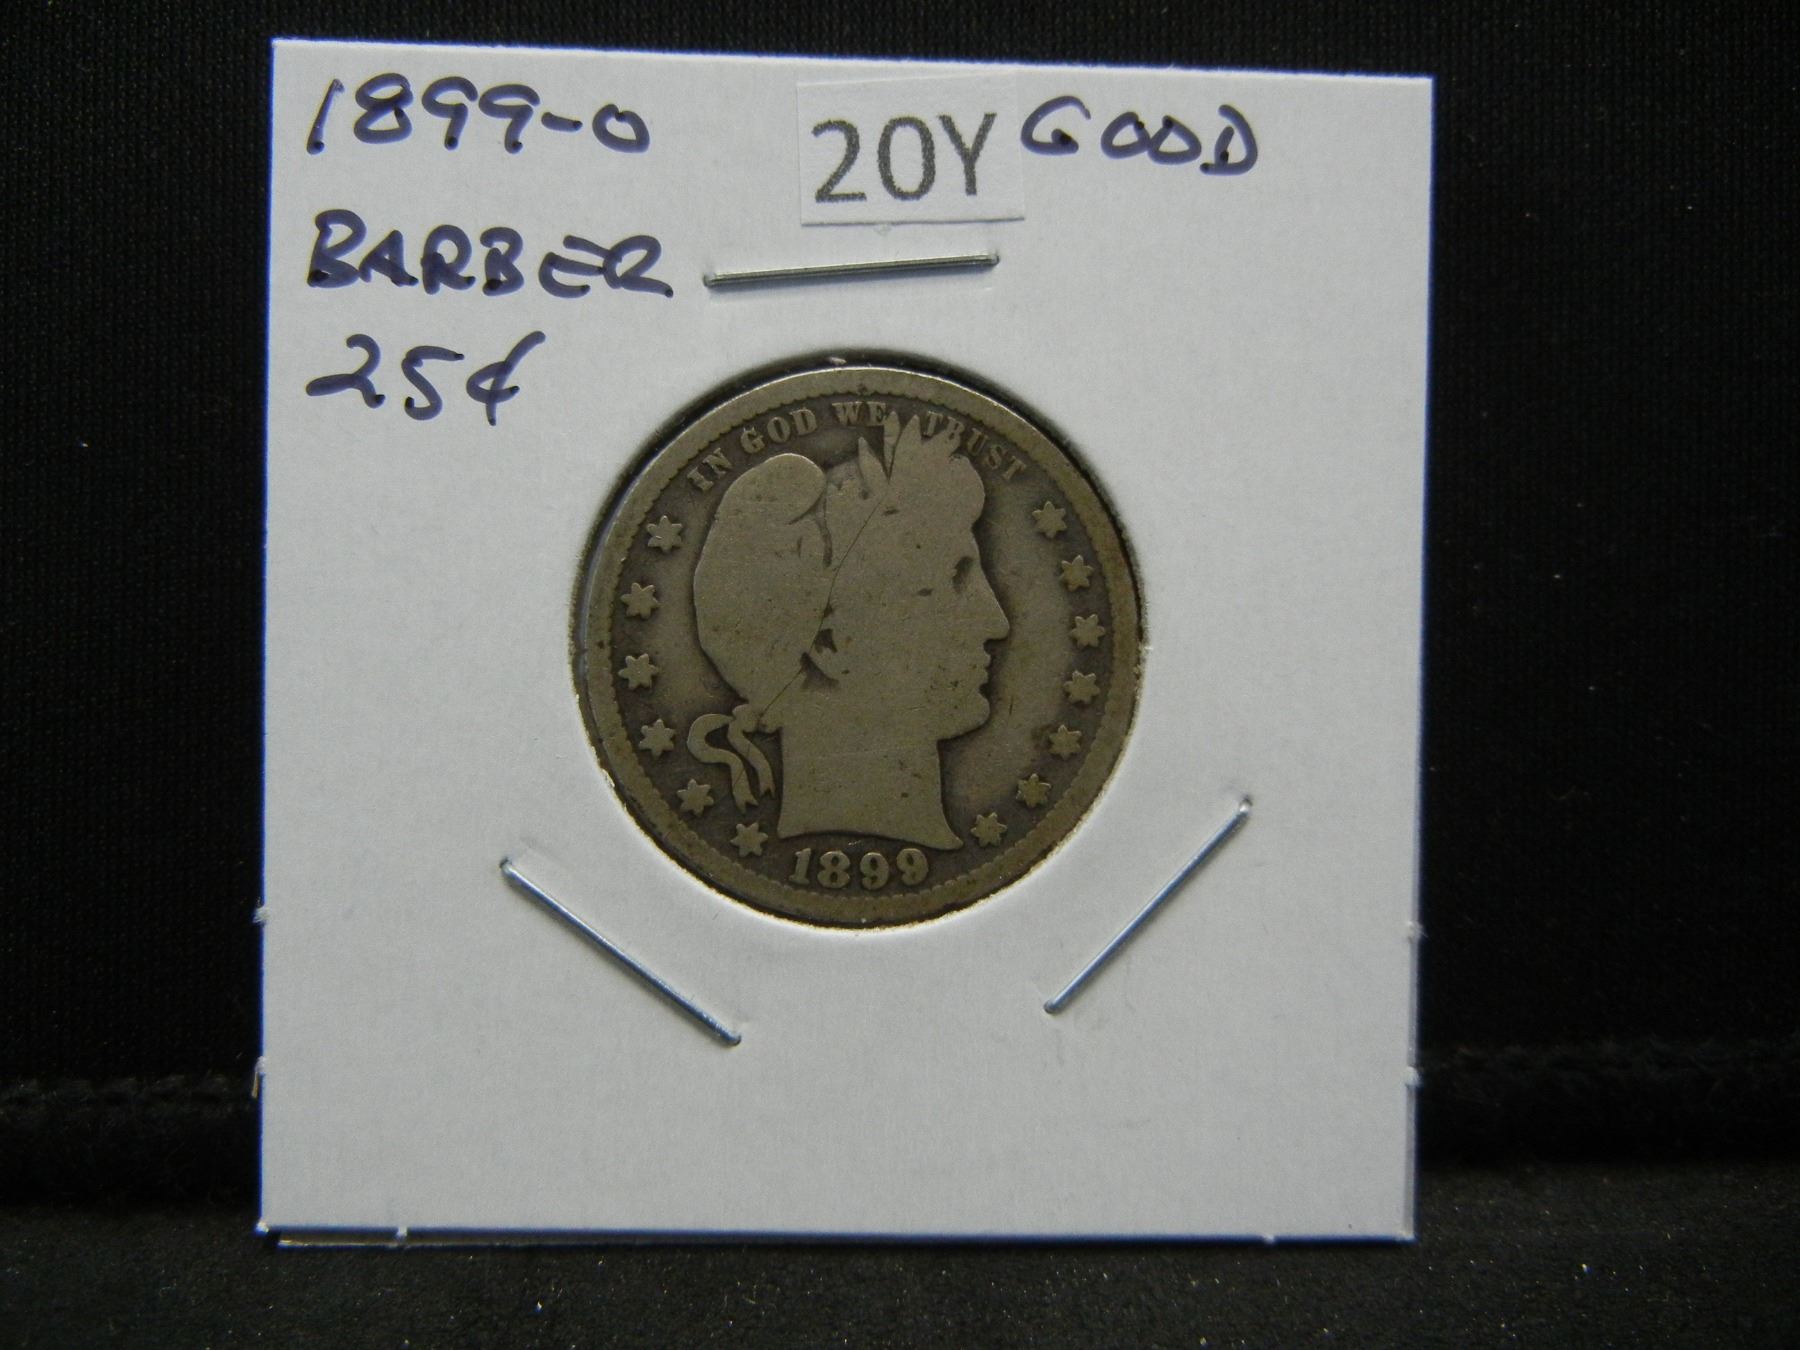 1899-O 20Y GOOD
BARBER
25¢
IN GOD WE TRUST
1899